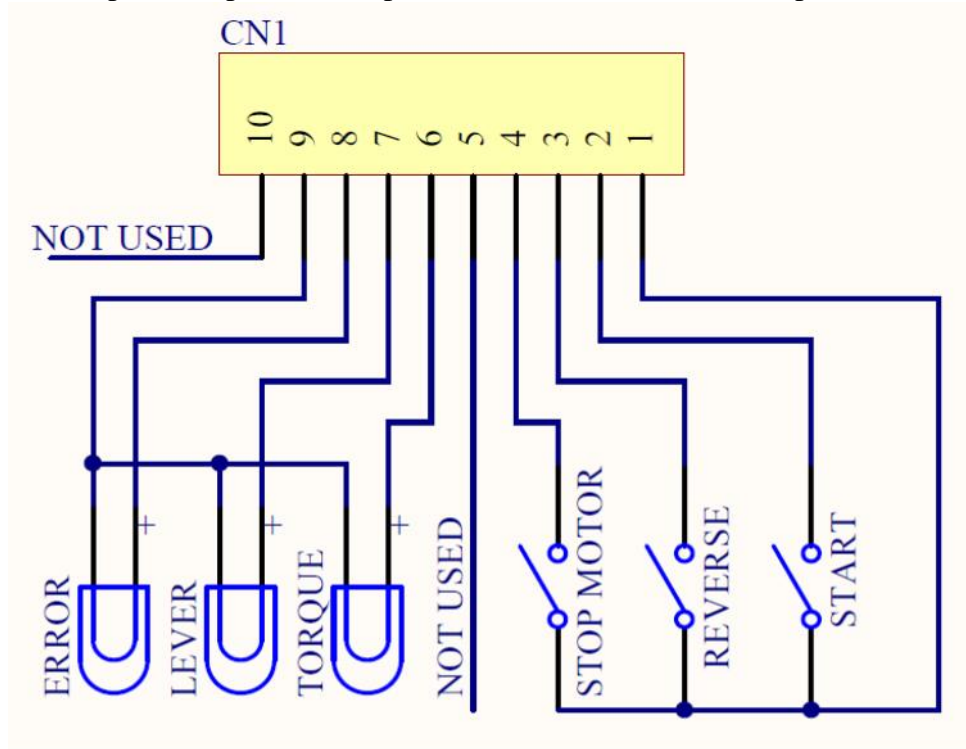 CN1
10
9
8
7
6
5
4
3
2
1
NOT USED
+
+
+
ERROR
LEVER
TORQUE
NOT USED
STOP MOTOR
REVERSE
START